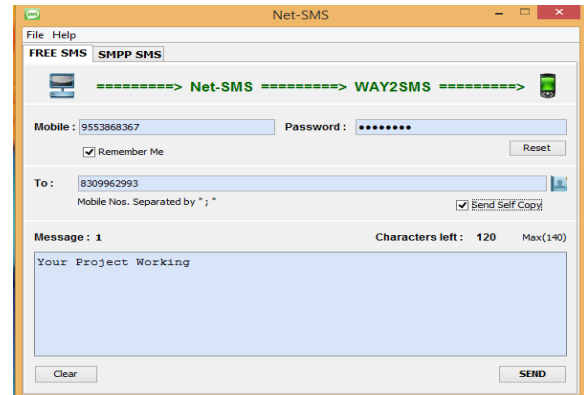 SMS Net-SMS
File Help
FREE SMS SMPP SMS
=========> Net-SMS =========> WAY2SMS =========>
Mobile : 9553868367 Password : ●●●●●●●●
Remember Me Reset
To : 8309962993
Mobile Nos. Separated by " ; " Send Self Copy
Message : 1 Characters left : 120 Max(140)
Your Project Working
Clear SEND